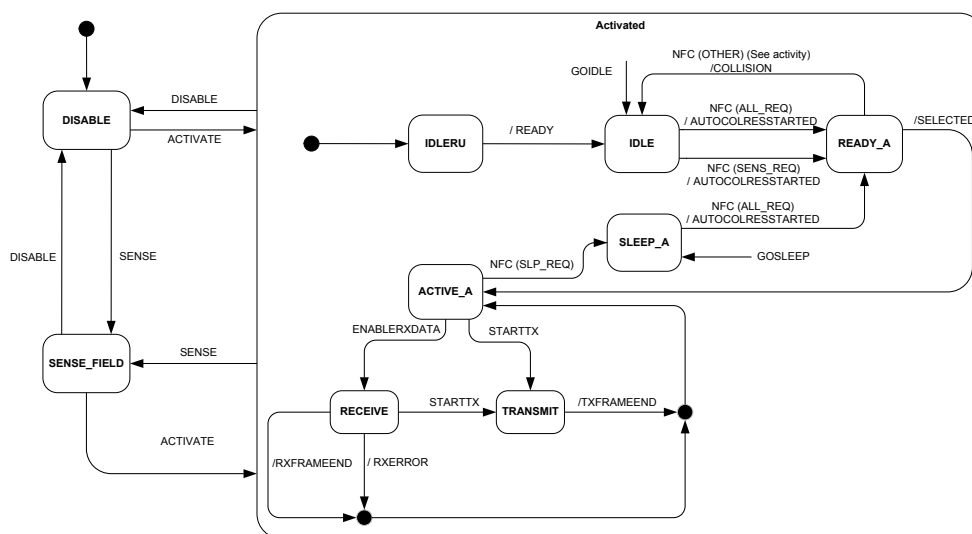 Activated
NFC (OTHER) (See activity)
/COLLISION
GOIDLE
DISABLE
DISABLE
ACTIVATE
/ READY
IDLERU
IDLE
NFC (ALL_REQ)
/ AUTOCOLRESSTARTED
NFC (SENS_REQ)
/ AUTOCOLRESSTARTED
READY_A
/SELECTED
NFC (ALL_REQ)
/ AUTOCOLRESSTARTED
SLEEP_A
GOSLEEP
DISABLE
SENSE
NFC (SLP_REQ)
ACTIVE_A
ENABLERXDATA
STARTTX
SENSE_FIELD
SENSE
RECEIVE
STARTTX
TRANSMIT
/TXFRAMEEND
ACTIVATE
/RXFRAMEEND
/ RXERROR